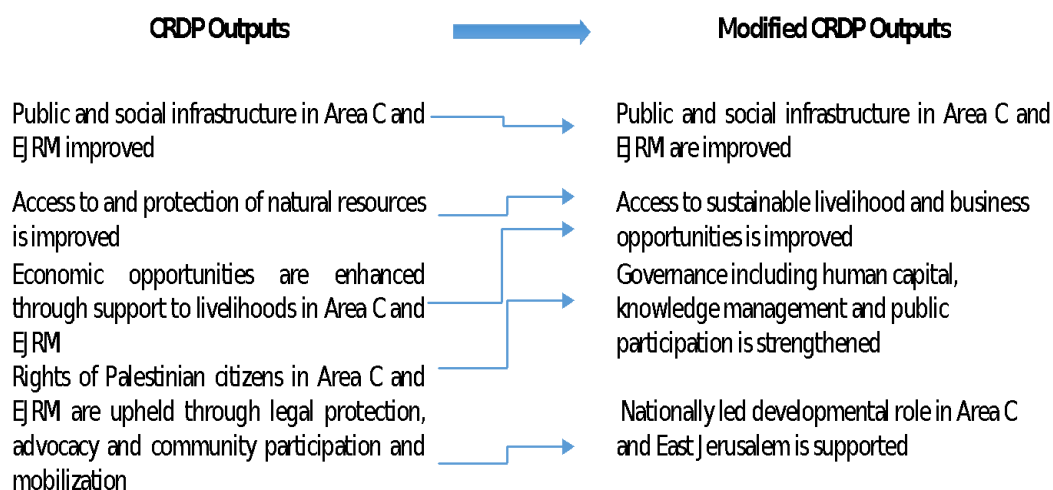 CRDP Outputs
Public and social infrastructure in Area C and
EJRM improved
Access to and protection of natural resources
is improved
Economic opportunities are enhanced
through support to livelihoods in Area C and
EJRM
Rights of Palestinian citizens in Area C and
EJRM are upheld through legal protection,
advocacy and community participation and
mobilization
Modified CRDP Outputs
Public and social infrastructure in Area C and
EJRM are improved
Access to sustainable livelihood and business
opportunities is improved
Governance including human capital,
knowledge management and public
participation is strengthened
Nationally led developmental role in Area C
and East Jerusalem is supported